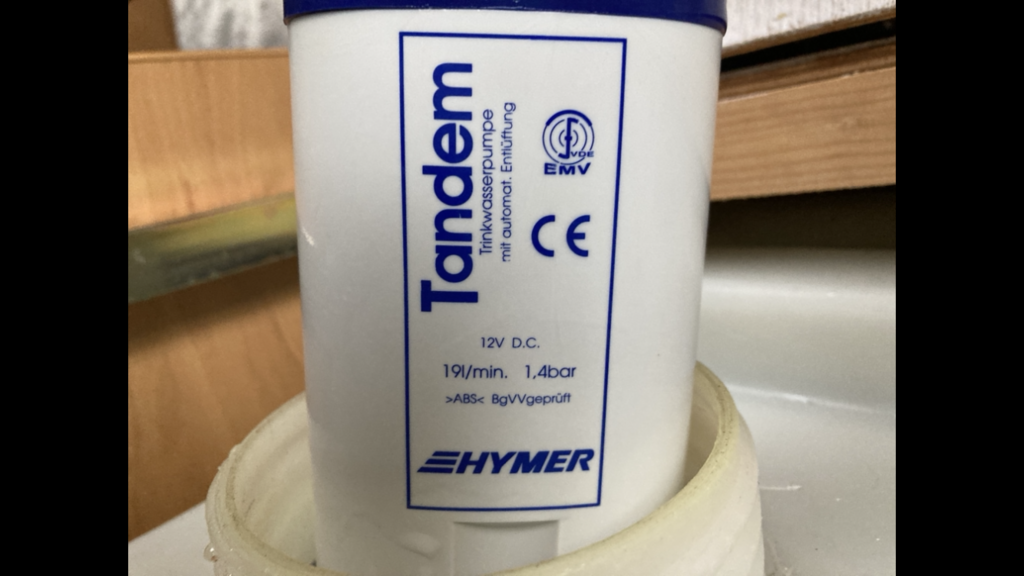 Tandem
Trinkwasserpumpe
mit automat. Entlüftung
VDE
EMV
CE
12V D.C.
19l/min. 1,4bar
>ABS< BgVVgeprüft
HYMER